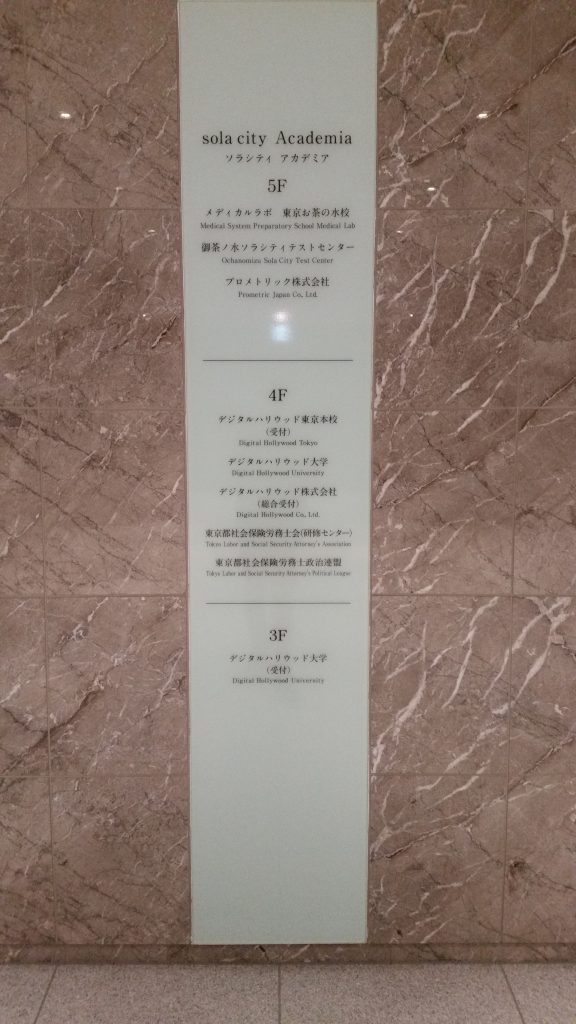 sola city Academia
ソラシティ アカデミア
5F
メディカルラボ 東京お茶の水校
Medical System Preparatory School Medical Lab
御茶ノ水ソラシティテストセンター
Ochanomizu Sola City Test Center
プロメトリック株式会社
Prometric Japan Co., Ltd.
4F
デジタルハリウッド東京本校
（受付）
Digital Hollywood Tokyo
デジタルハリウッド大学
Digital Hollywood University
デジタルハリウッド株式会社
（総合受付）
Digital Hollywood Co., Ltd.
東京都社会保険労務士会（研修センター）
Tokyo Labor and Social Security Attorney's Association
東京都社会保険労務士政治連盟
Tokyo Labor and Social Security Attorney's Political League
3F
デジタルハリウッド大学
（受付）
Digital Hollywood University